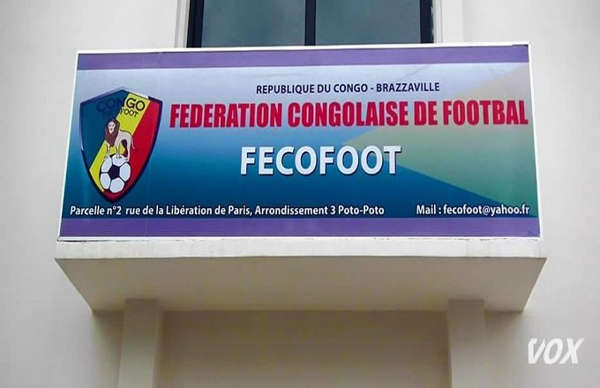 REPUBLIQUE DU CONGO - BRAZZAVILLE
CONGO
FOOT
FEDERATION CONGOLAISE DE FOOTBAL
FECOFOOT
Parcelle n°2 rue de la Libération de Paris, Arrondissement 3 Poto-Poto Mail : fecofoot@yahoo.fr
VOX